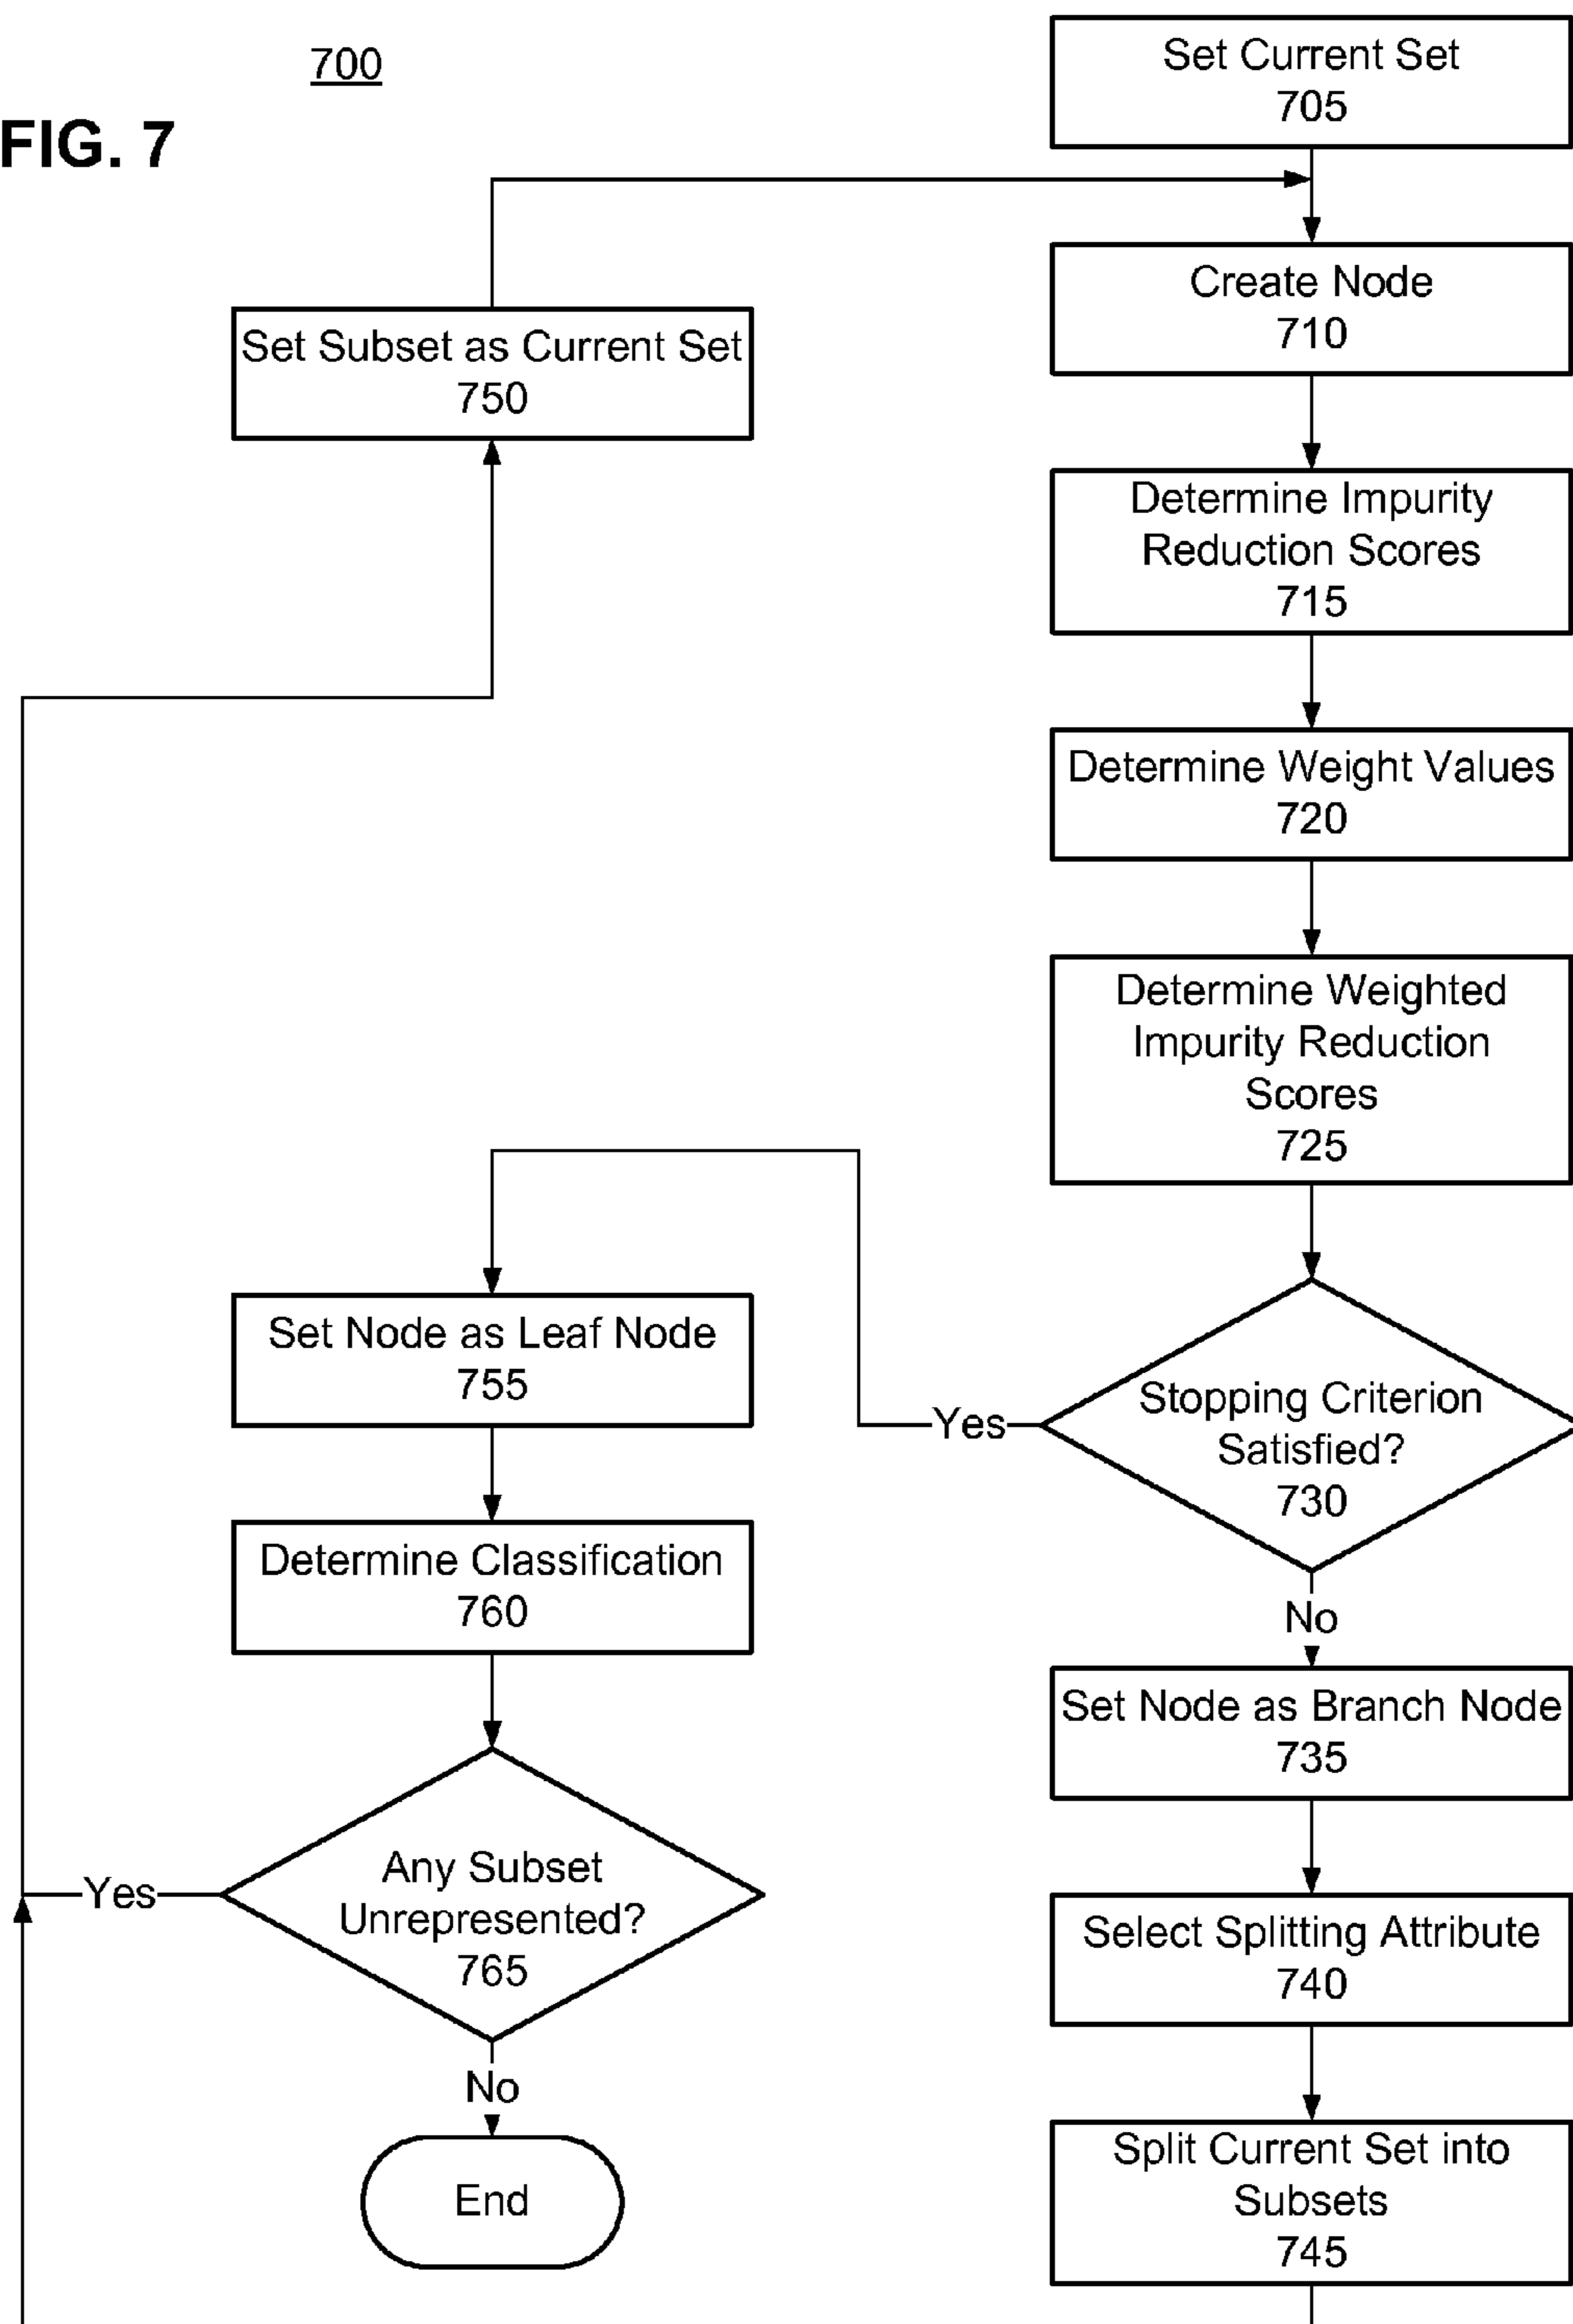 700
FIG. 7
Set Current Set
705
Create Node
710
Set Subset as Current Set
750
Determine Impurity
Reduction Scores
715
Determine Weight Values
720
Determine Weighted
Impurity Reduction
Scores
725
Stopping Criterion
Satisfied?
730
Yes
No
Set Node as Leaf Node
755
Determine Classification
760
Any Subset
Unrepresented?
765
Yes
No
End
Set Node as Branch Node
735
Select Splitting Attribute
740
Split Current Set into
Subsets
745